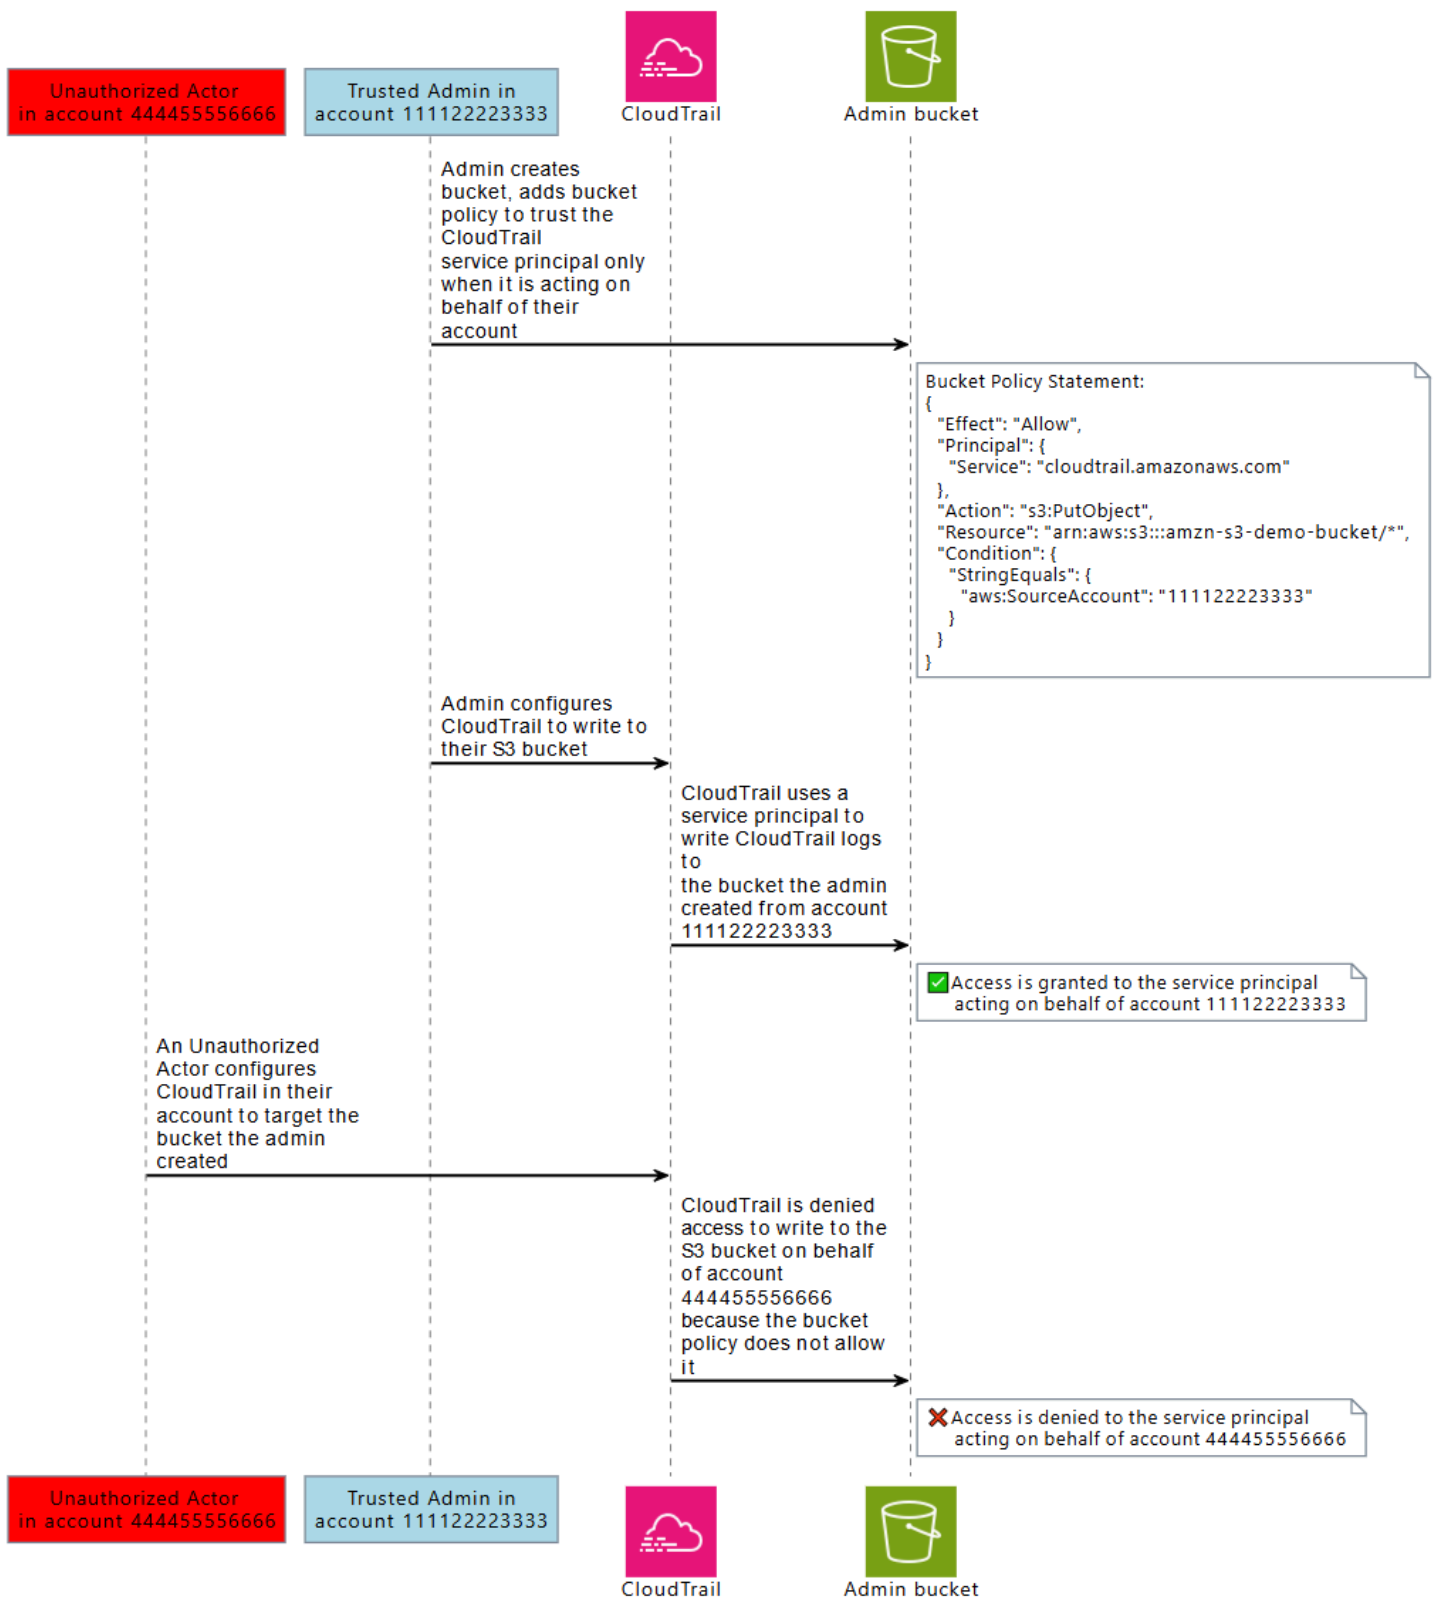 Unauthorized Actor
in account 444455556666
Trusted Admin in
account 111122223333
CloudTrail
Admin bucket
Admin creates
bucket, adds bucket
policy to trust the
CloudTrail
service principal only
when it is acting on
behalf of their
account
Bucket Policy Statement:
{
"Effect": "Allow",
"Principal": {
"Service": "cloudtrail.amazonaws.com"
},
"Action": "s3:PutObject",
"Resource": "arn:aws:s3:::amzn-s3-demo-bucket/*",
"Condition": {
"StringEquals": {
"aws:SourceAccount": "111122223333"
}
}
}
Admin configures
CloudTrail to write to
their S3 bucket
CloudTrail uses a
service principal to
write CloudTrail logs
to
the bucket the admin
created from account
111122223333
Access is granted to the service principal
acting on behalf of account 111122223333
An Unauthorized
Actor configures
CloudTrail in their
account to target the
bucket the admin
created
CloudTrail is denied
access to write to the
S3 bucket on behalf
of account
444455556666
because the bucket
policy does not allow
it
Access is denied to the service principal
acting on behalf of account 444455556666
Unauthorized Actor
in account 444455556666
Trusted Admin in
account 111122223333
CloudTrail
Admin bucket